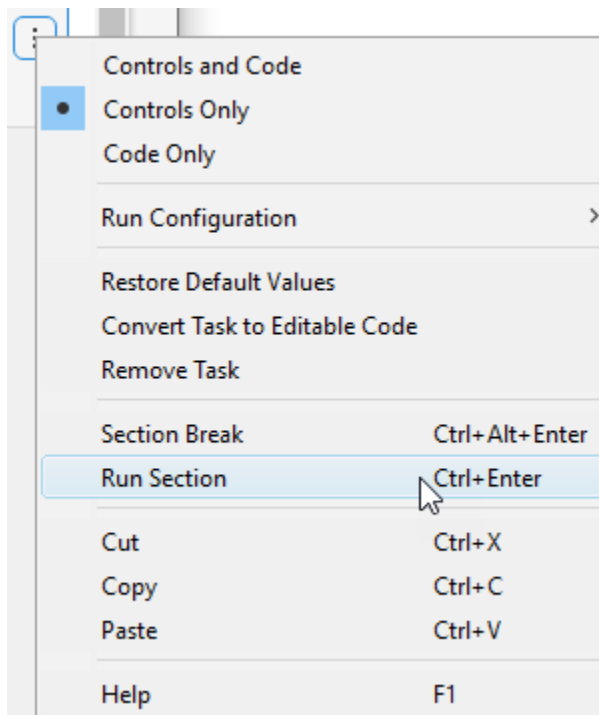 Controls and Code
Controls Only
Code Only
Run Configuration
Restore Default Values
Convert Task to Editable Code
Remove Task
Section Break Ctrl+Alt+Enter
Run Section Ctrl+Enter
Cut Ctrl+X
Copy Ctrl+C
Paste Ctrl+V
Help F1